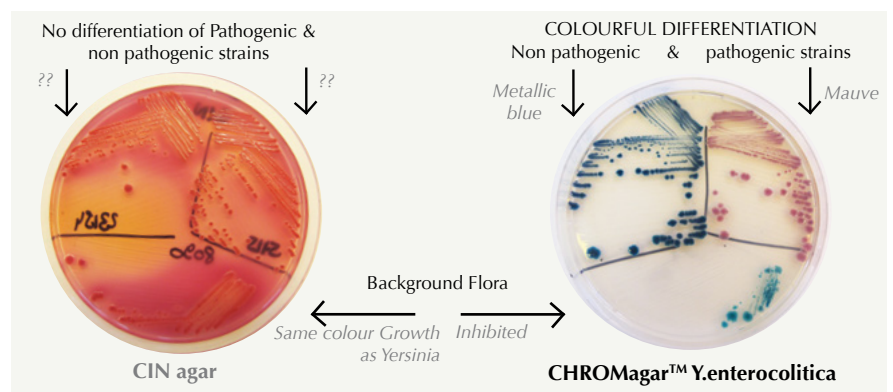 No differentiation of Pathogenic &
non pathogenic strains
??
??
COLOURFUL DIFFERENTIATION
Non pathogenic & pathogenic strains
Metallic
blue
Mauve
Background Flora
Same colour Growth
as Yersinia
Inhibited
CIN agar
CHROMagar™ Y.enterocolitica